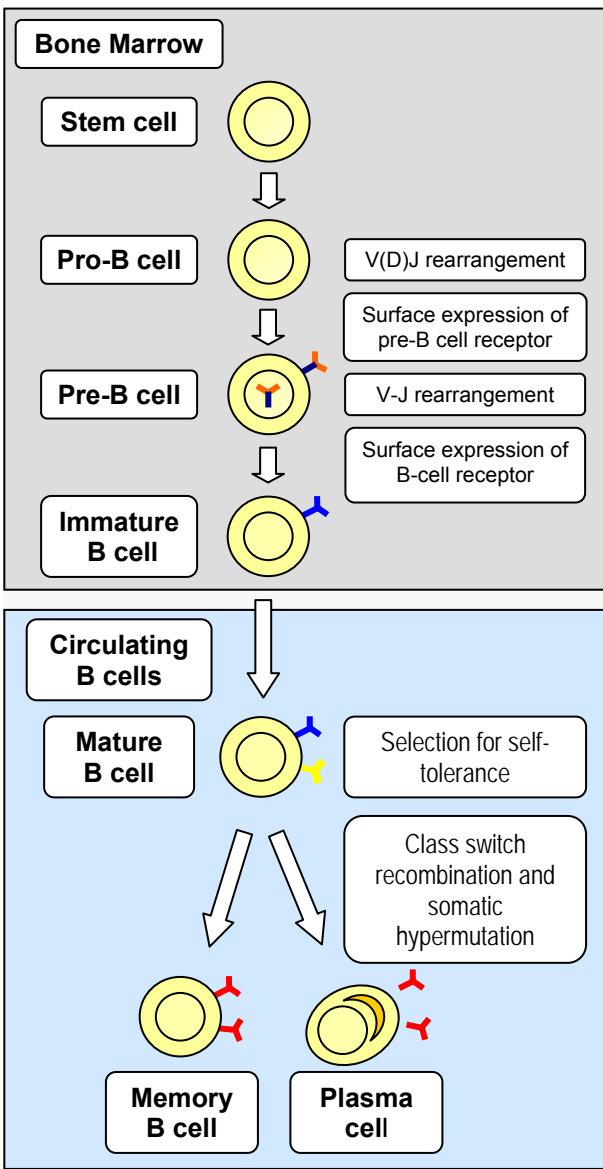 Bone Marrow
Stem cell
Pro-B cell
V(D)J rearrangement
Surface expression of
pre-B cell receptor
Pre-B cell
V-J rearrangement
Surface expression of
B-cell receptor
Immature
B cell
Circulating
B cells
Mature
B cell
Selection for self-
tolerance
Class switch
recombination and
somatic
hypermutation
Memory
B cell
Plasma
cell